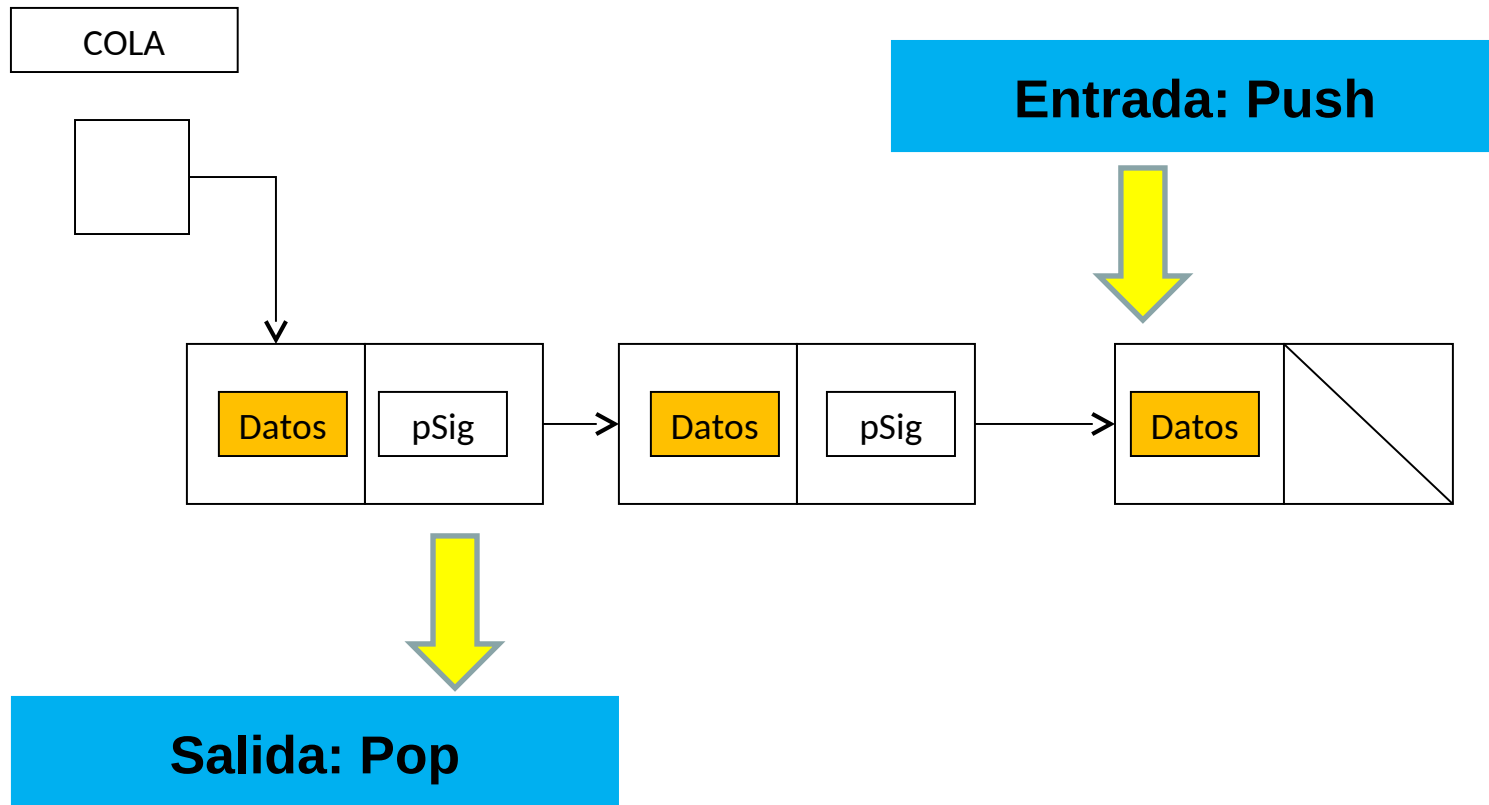 COLA
Entrada: Push
Datos
pSig
Datos
pSig
Datos
Salida: Pop